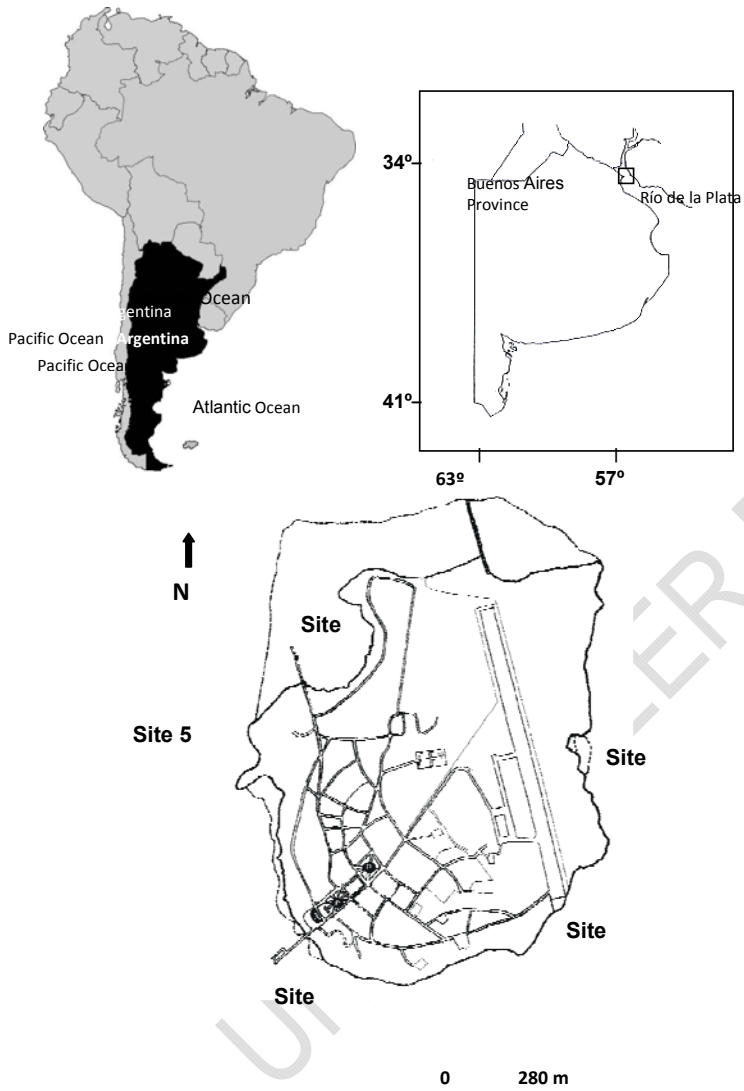 34º
Buenos Aires
Province
Río de la Plata
Ocean
gentina
Pacific Ocean
Argentina
Pacific Ocea
Atlantic Ocean
41º
63º
57º
N
Site
Site 5
Site
Site
Site
0
280 m